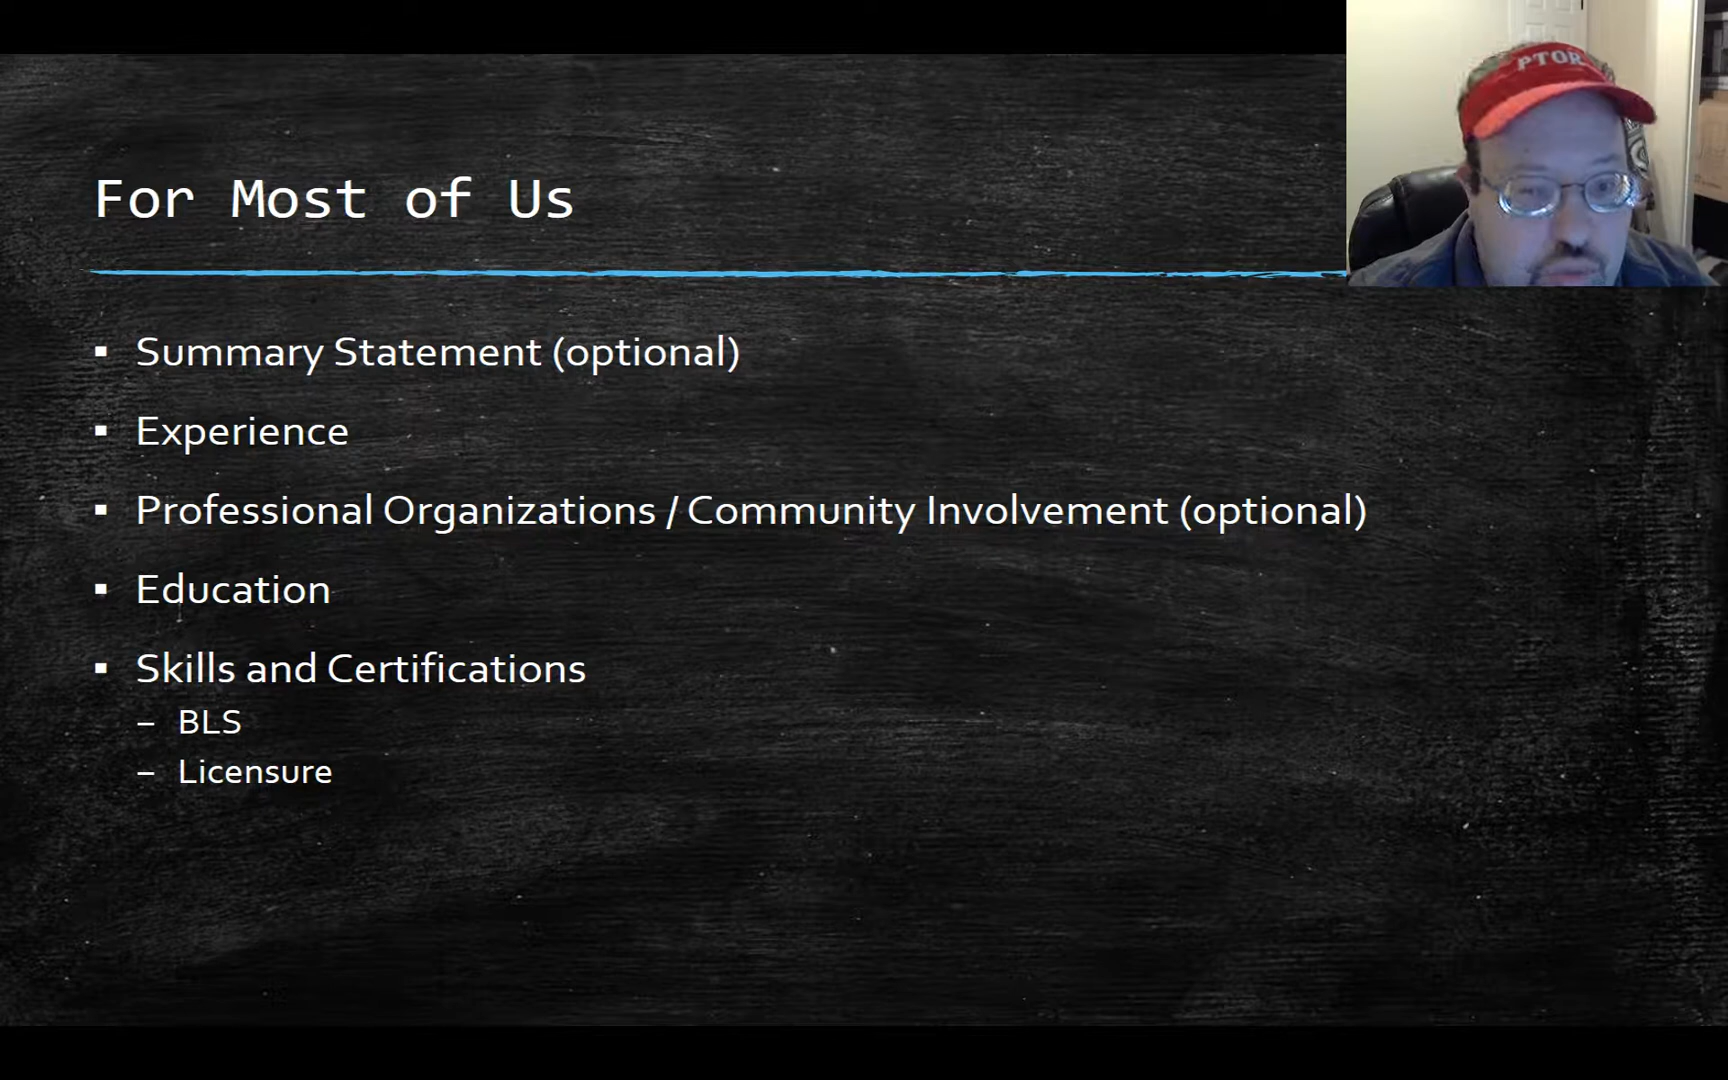 PTOR
For Most of Us
▪ Summary Statement (optional)
▪ Experience
▪ Professional Organizations / Community Involvement (optional)
▪ Education
▪ Skills and Certifications
– BLS
– Licensure